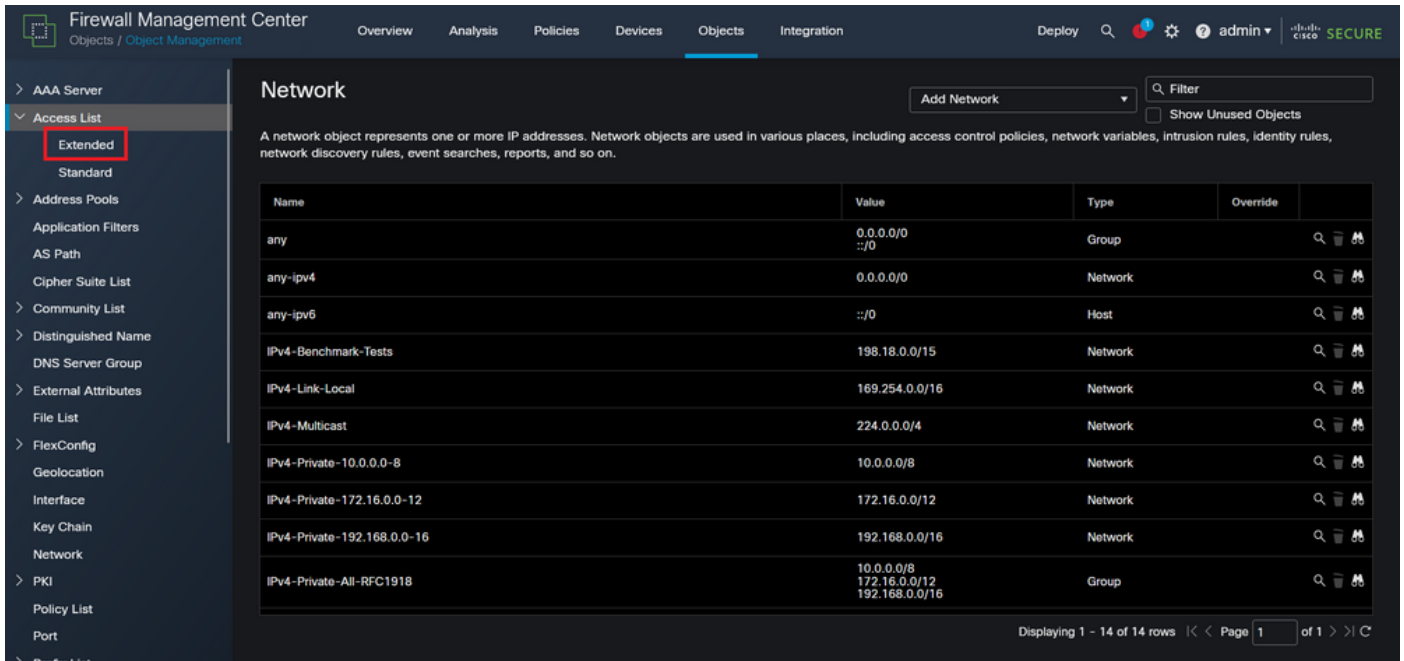 Firewall Management Center
Objects / Object Management
Overview
Analysis
Policies
Devices
Objects
Integration
Deploy
1
admin
cisco SECURE
AAA Server
Access List
Extended
Standard
Address Pools
Application Filters
AS Path
Cipher Suite List
Community List
Distinguished Name
DNS Server Group
External Attributes
File List
FlexConfig
Geolocation
Interface
Key Chain
Network
PKI
Policy List
Port
Network
Add Network
Filter
Show Unused Objects
A network object represents one or more IP addresses. Network objects are used in various places, including access control policies, network variables, intrusion rules, identity rules,
network discovery rules, event searches, reports, and so on.
Name Value Type Override
any 0.0.0.0/0 Group
::/0
any-ipv4 0.0.0.0/0 Network
any-ipv6 ::/0 Host
IPv4-Benchmark-Tests 198.18.0.0/15 Network
IPv4-Link-Local 169.254.0.0/16 Network
IPv4-Multicast 224.0.0.0/4 Network
IPv4-Private-10.0.0.0-8 10.0.0.0/8 Network
IPv4-Private-172.16.0.0-12 172.16.0.0/12 Network
IPv4-Private-192.168.0.0-16 192.168.0.0/16 Network
10.0.0.0/8
IPv4-Private-All-RFC1918 172.16.0.0/12 Group
192.168.0.0/16
Displaying 1 - 14 of 14 rows |< < Page 1 of 1 > >|